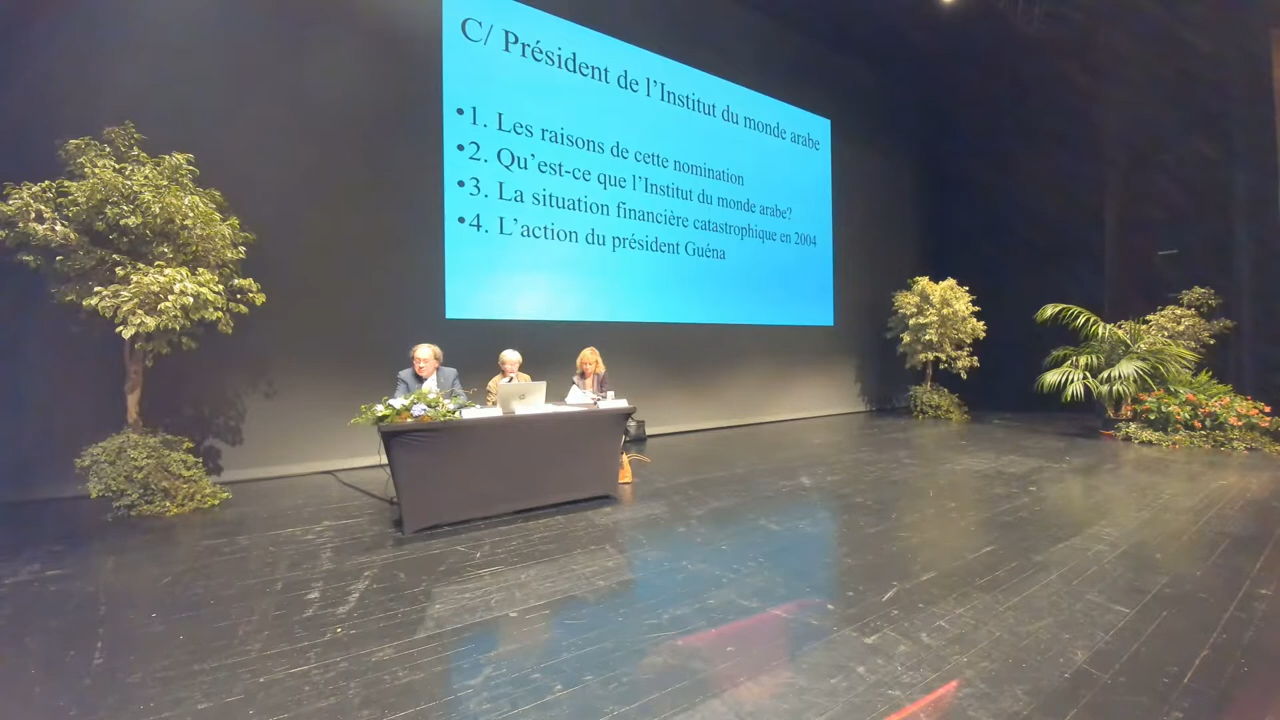 C/ Président de l’Institut du monde arabe
•1. Les raisons de cette nomination
•2. Qu’est-ce que l’Institut du monde arabe?
•3. La situation financière catastrophique en 2004
•4. L’action du président Guéna